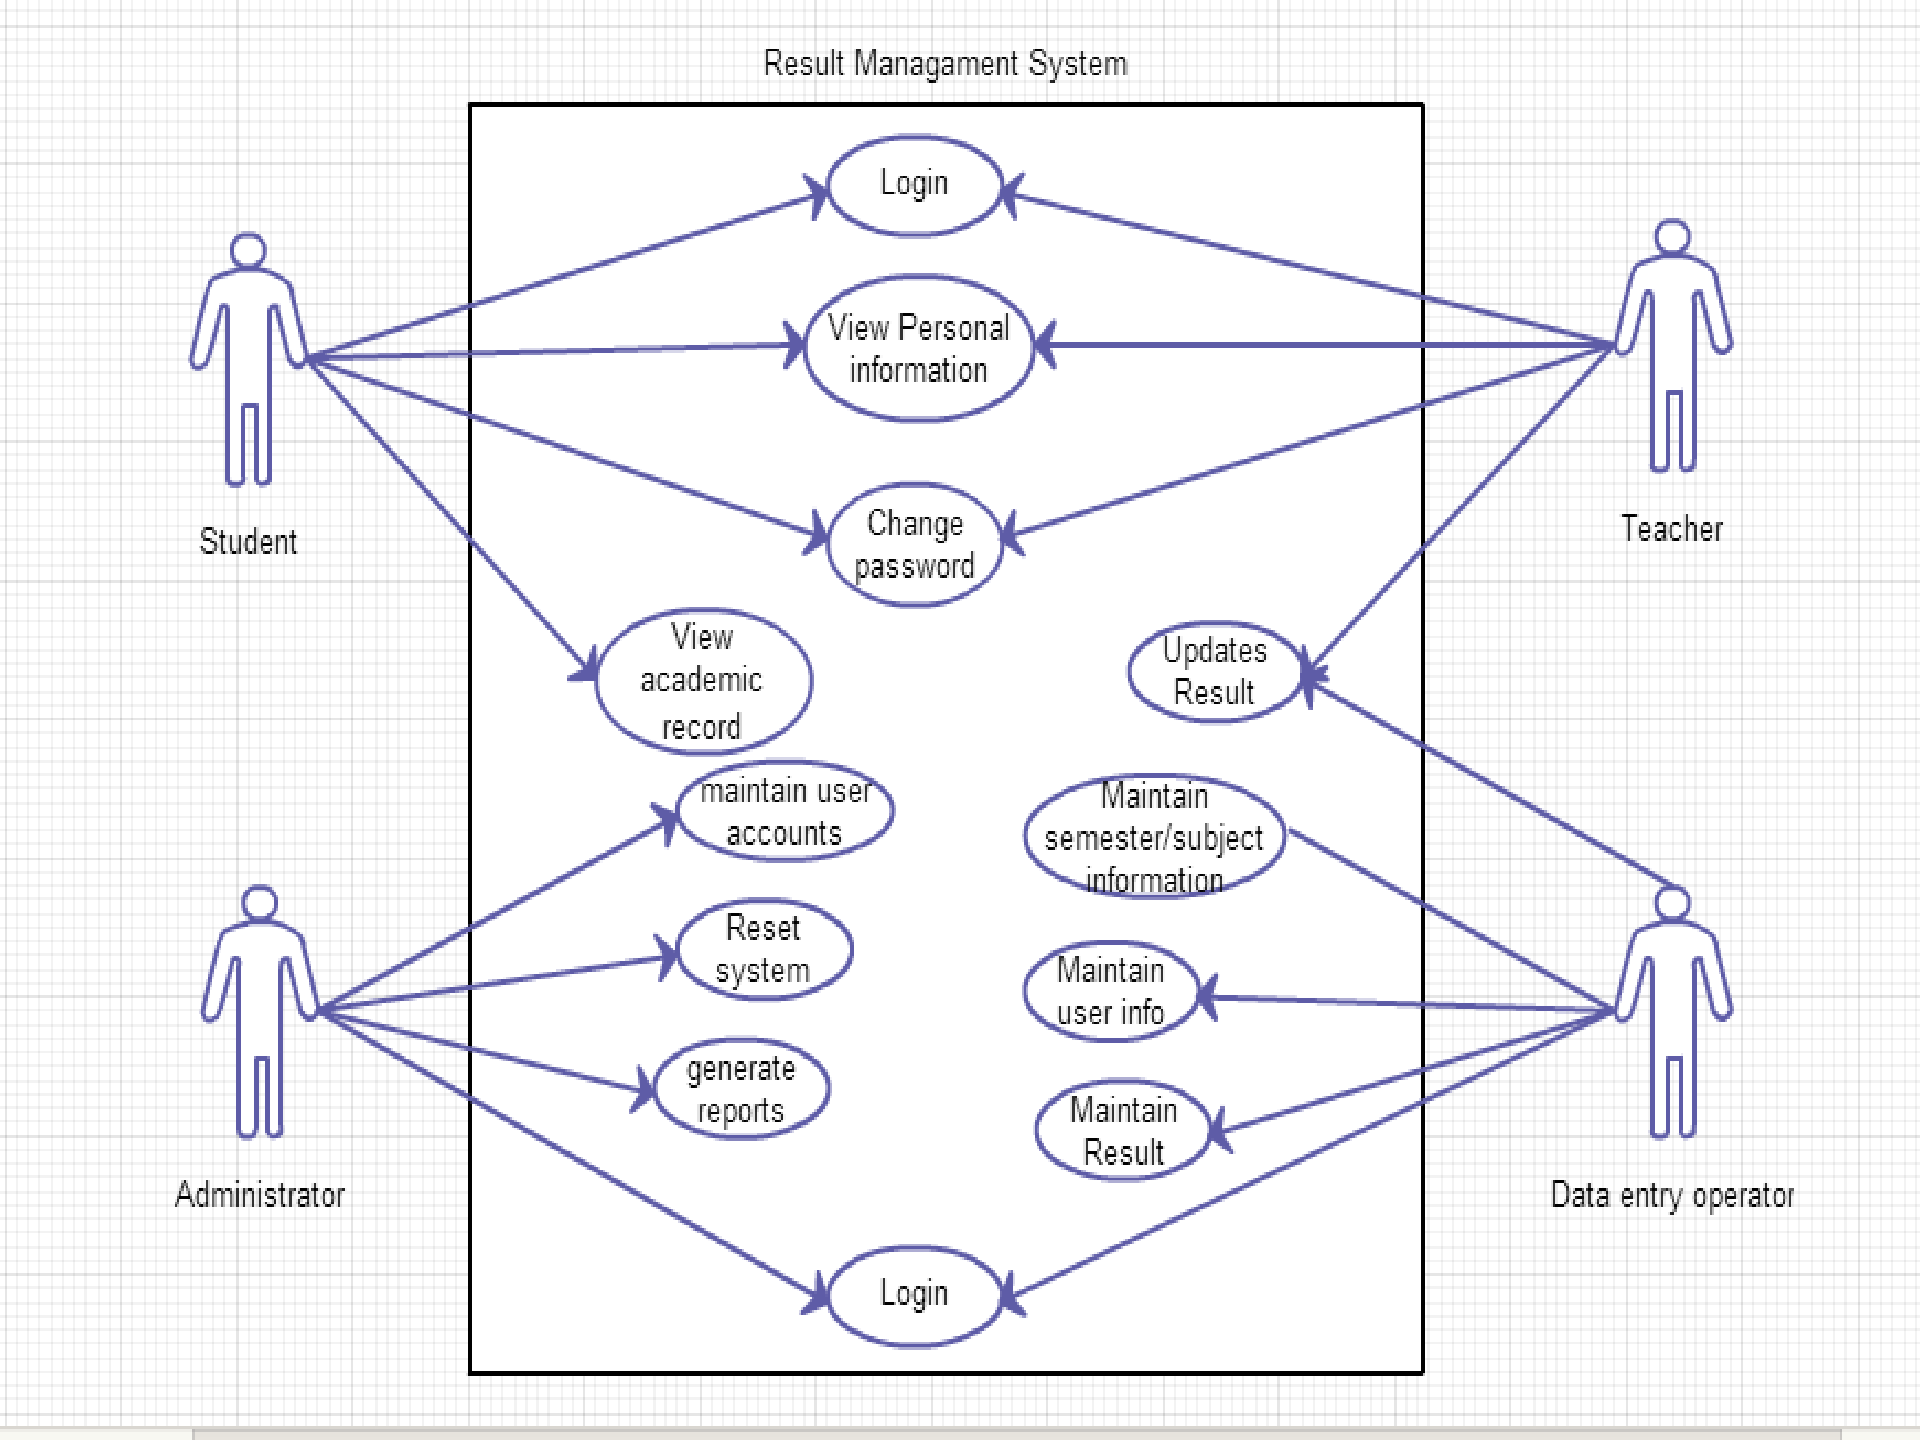 Result Managament System
Login
View Personal
information
Change
password
Student
Teacher
View
academic
record
Updates
Result
maintain user
accounts
Maintain
semester/subject
information
Reset
system
Maintain
user info
generate
reports
Maintain
Result
Administrator
Data entry operator
Login